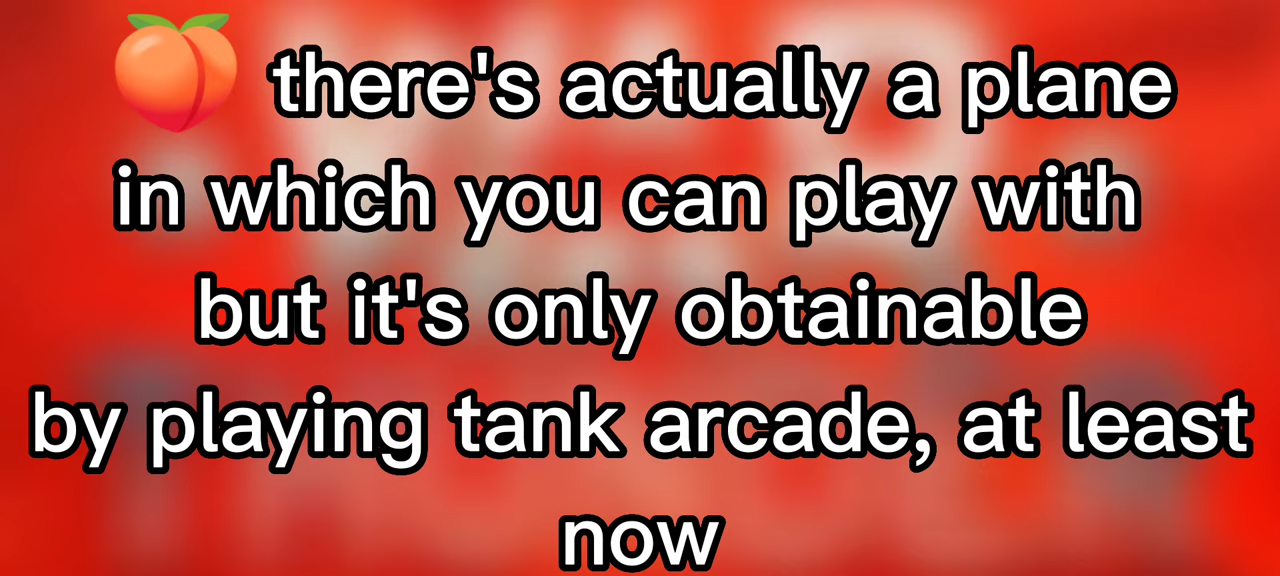 🍑 there's actually a plane
in which you can play with
but it's only obtainable
by playing tank arcade, at least
now